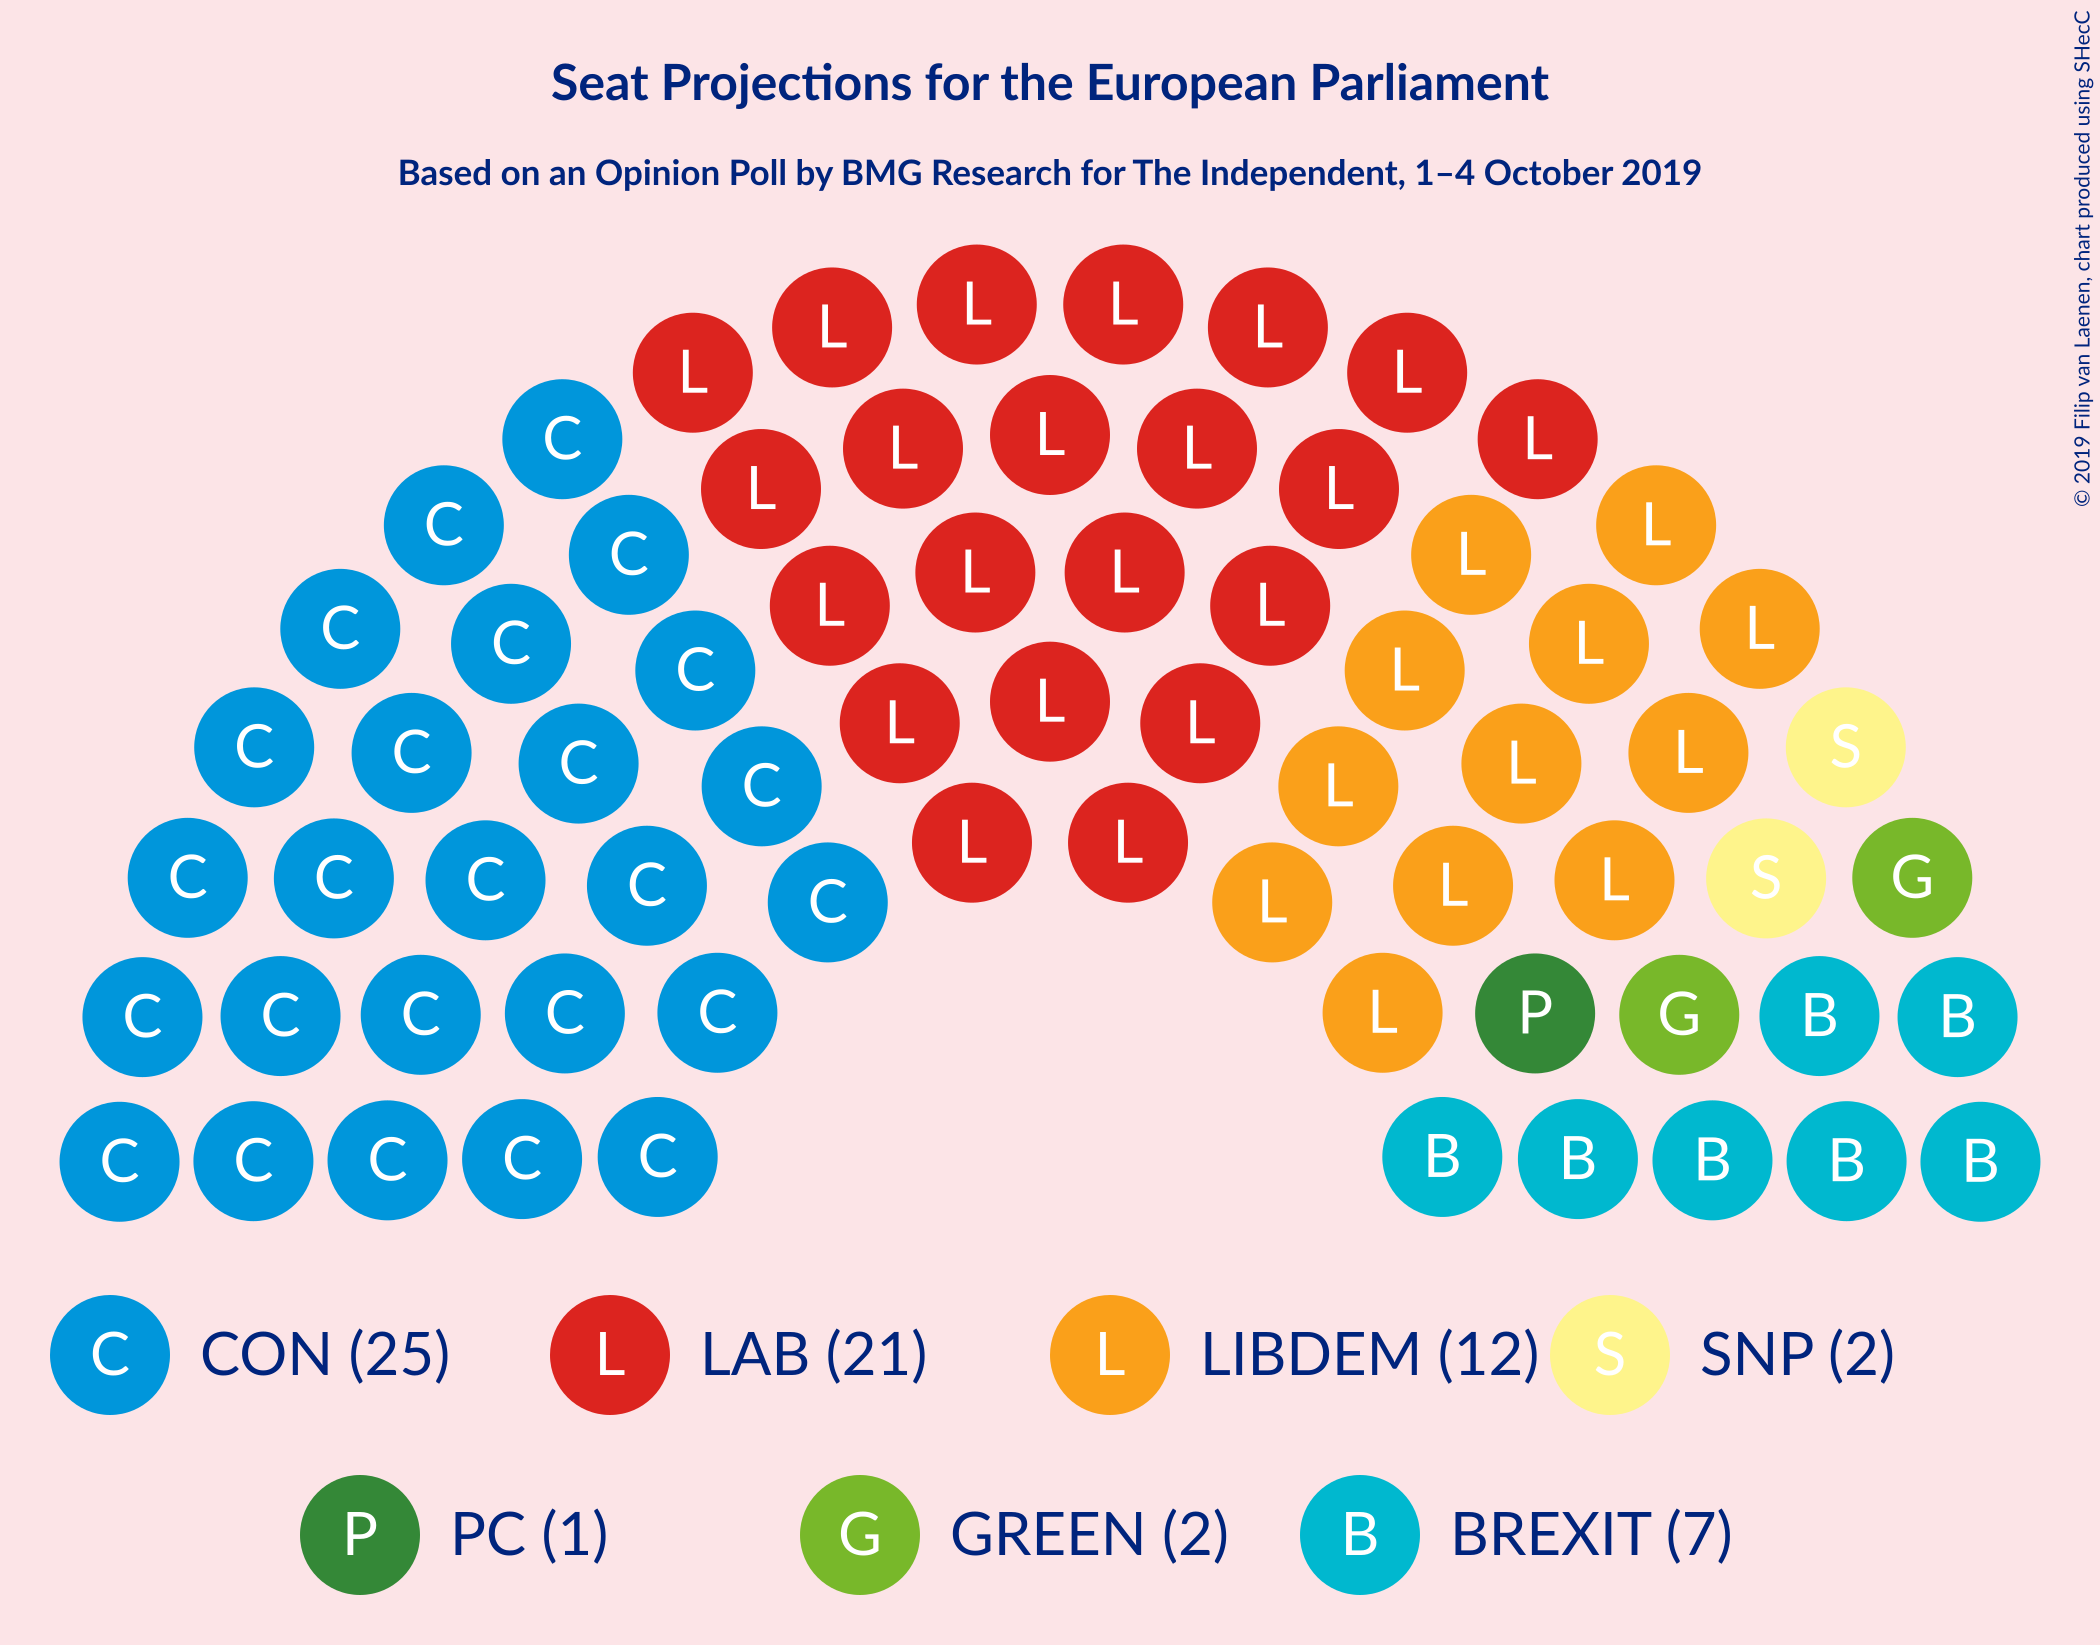 Seat Projections for the European Parliament
Based on an Opinion Poll by BMG Research for The Independent, 1–4 October 2019
© 2019 Filip van Laenen, chart produced using SHecC
L L L L
L L
C L
L L L
L L
C L
C L
L L
L L
C L
C L
C L
L
L L
C S
C L
C L
C L
L L
C C C C L L L S G
C L
C C C C C L P G B B
C C C C C B B B B B
C CON (25) L LAB (21) L LIBDEM (12) S SNP (2)
P PC (1) G GREEN (2) B BREXIT (7)